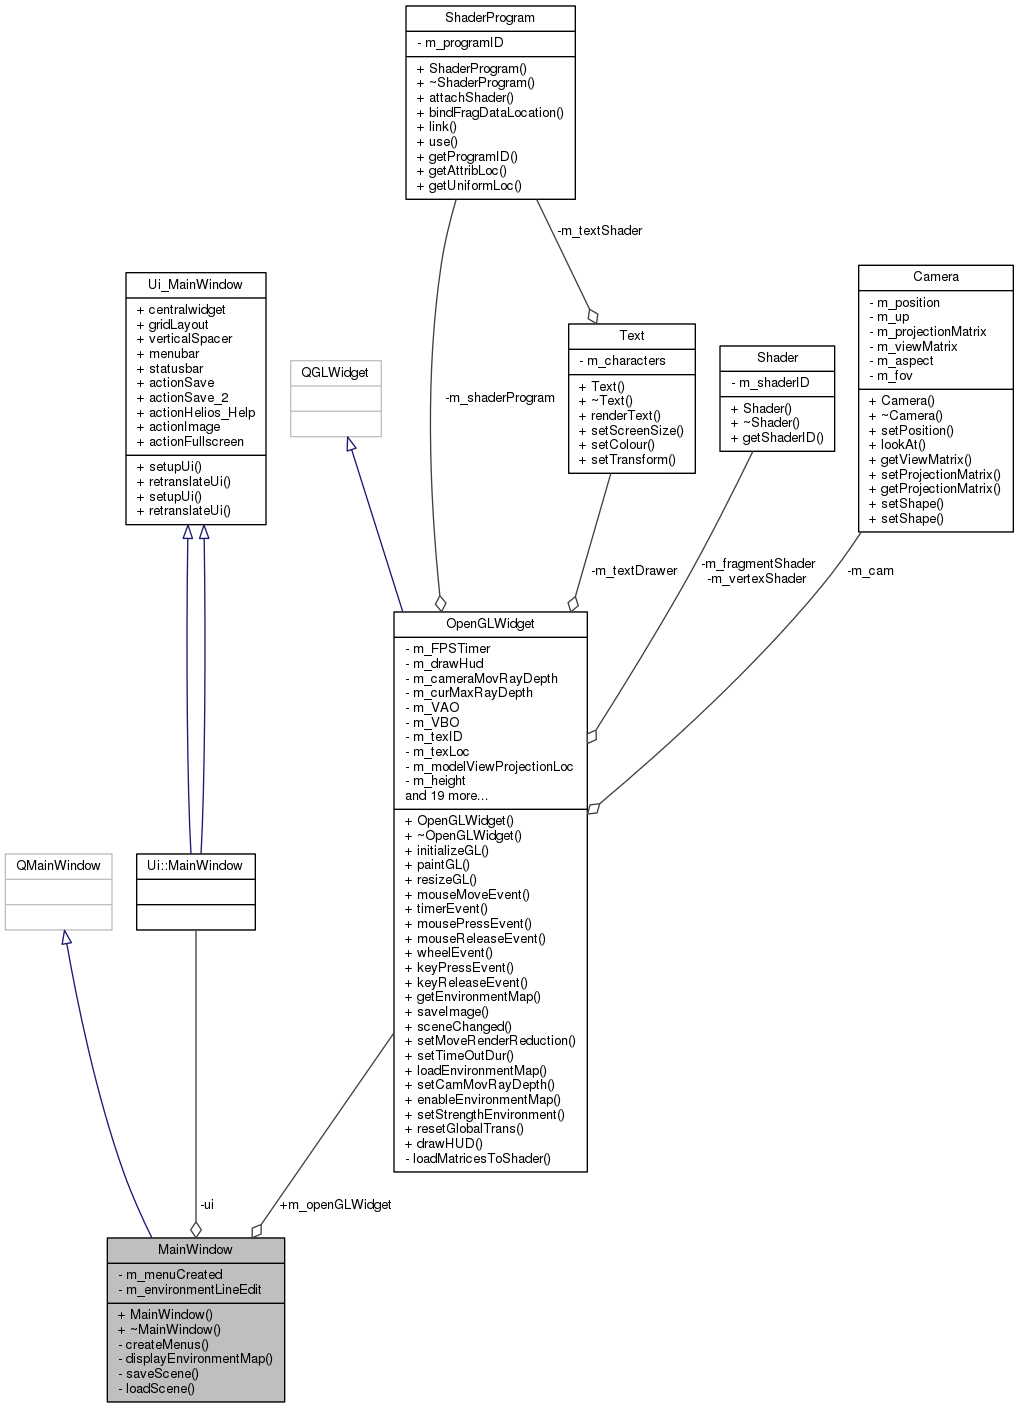 ShaderProgram
- m_programID
+ ShaderProgram()
+ ~ShaderProgram()
+ attachShader()
+ bindFragDataLocation()
+ link()
+ use()
+ getProgramID()
+ getAttribLoc()
+ getUniformLoc()
-m_textShader
Ui_MainWindow
+ centralwidget
+ gridLayout
+ verticalSpacer
+ menubar
+ statusbar
+ actionSave
+ actionSave_2
+ actionHelios_Help
+ actionImage
+ actionFullscreen
+ setupUi()
+ retranslateUi()
+ setupUi()
+ retranslateUi()
QGLWidget
-m_shaderProgram
Text
- m_characters
+ Text()
+ ~Text()
+ renderText()
+ setScreenSize()
+ setColour()
+ setTransform()
Shader
- m_shaderID
+ Shader()
+ ~Shader()
+ getShaderID()
Camera
- m_position
- m_up
- m_projectionMatrix
- m_viewMatrix
- m_aspect
- m_fov
+ Camera()
+ ~Camera()
+ setPosition()
+ lookAt()
+ getViewMatrix()
+ setProjectionMatrix()
+ getProjectionMatrix()
+ setShape()
+ setShape()
-m_textDrawer
-m_fragmentShader
-m_vertexShader
-m_cam
OpenGLWidget
- m_FPSTimer
- m_drawHud
- m_cameraMovRayDepth
- m_curMaxRayDepth
- m_VAO
- m_VBO
- m_texID
- m_texLoc
- m_modelViewProjectionLoc
- m_height
and 19 more...
+ OpenGLWidget()
+ ~OpenGLWidget()
+ initializeGL()
+ paintGL()
+ resizeGL()
+ mouseMoveEvent()
+ timerEvent()
+ mousePressEvent()
+ mouseReleaseEvent()
+ wheelEvent()
+ keyPressEvent()
+ keyReleaseEvent()
+ getEnvironmentMap()
+ saveImage()
+ sceneChanged()
+ setMoveRenderReduction()
+ setTimeOutDur()
+ loadEnvironmentMap()
+ setCamMovRayDepth()
+ enableEnvironmentMap()
+ setStrengthEnvironment()
+ resetGlobalTrans()
+ drawHUD()
- loadMatricesToShader()
QMainWindow
Ui::MainWindow
-ui
+m_openGLWidget
MainWindow
- m_menuCreated
- m_environmentLineEdit
+ MainWindow()
+ ~MainWindow()
- createMenus()
- displayEnvironmentMap()
- saveScene()
- loadScene()